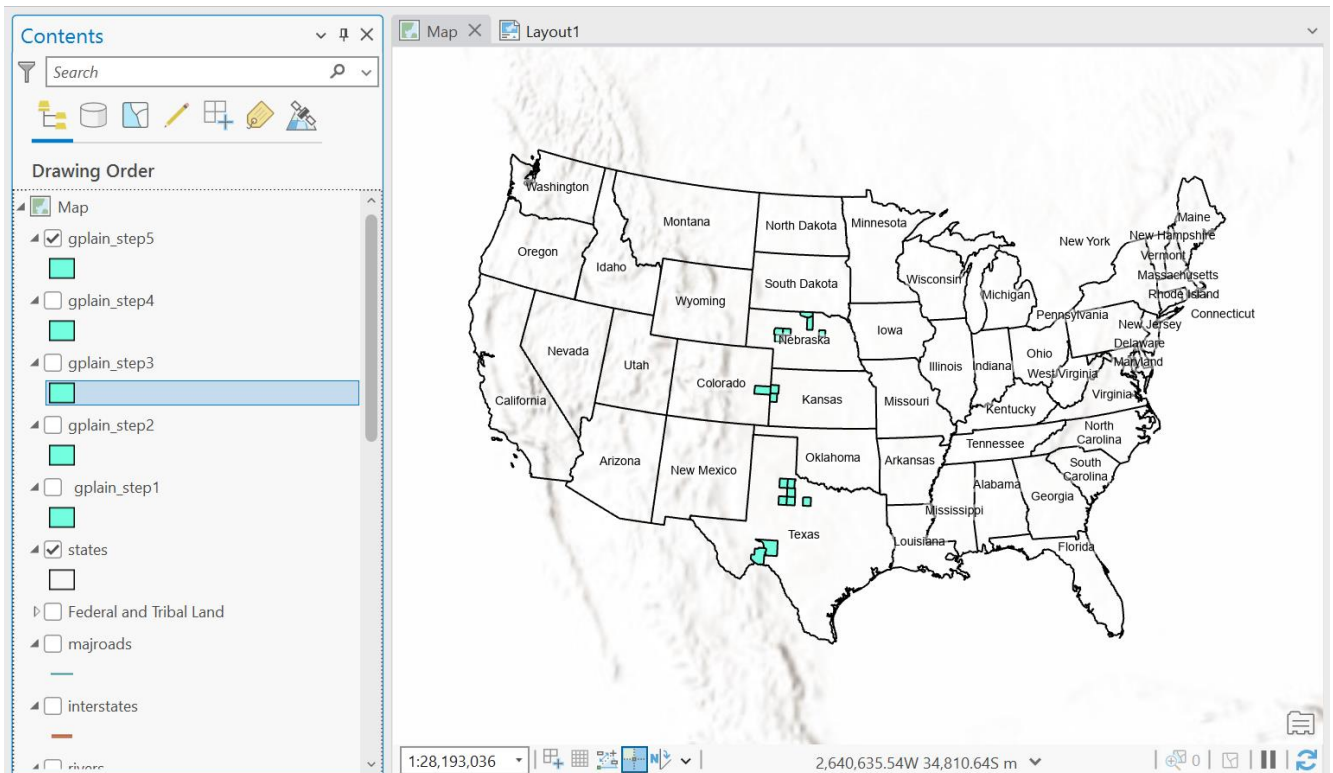 Contents
Search
Drawing Order
Map
gplain_step5
gplain_step4
gplain_step3
gplain_step2
gplain_step1
states
Federal and Tribal Land
majroads
interstates
rivers
Map
Layout1
Washington
Montana
North Dakota
Minnesota
Maine
New Hampshire
New York
Vermont
Oregon
Idaho
South Dakota
Wisconsin
Michigan
Massachusetts
Rhode Island
Connecticut
Wyoming
Pennsylvania
New Jersey
Delaware
Maryland
Iowa
Nebraska
Nevada
Utah
Colorado
Illinois
Indiana
Ohio
West Virginia
Virginia
California
Kansas
Missouri
Kentucky
North
Carolina
Tennessee
Arizona
New Mexico
Oklahoma
Arkansas
South
Carolina
Alabama
Georgia
Mississippi
Texas
Louisiana
Florida
1:28,193,036
N
2,640,635.54W 34,810.64S m
0